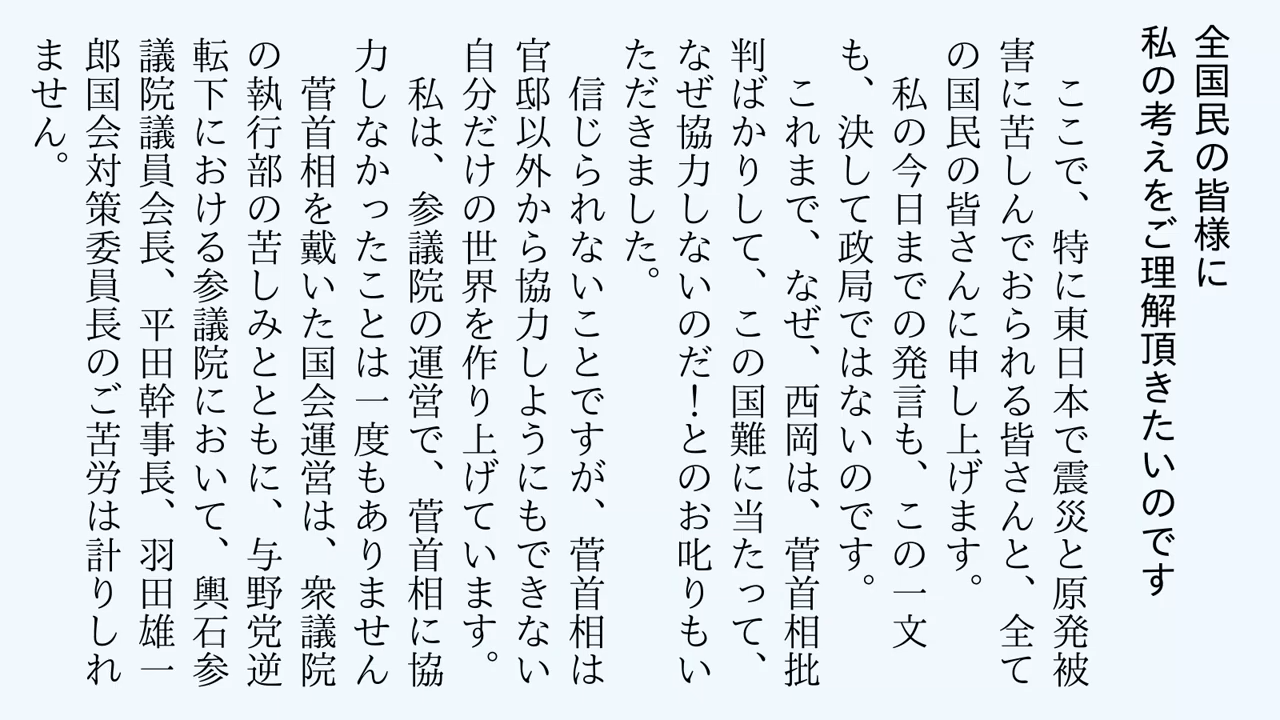 全国民の皆様に
私の考えをご理解頂きたいのです
ここで、特に東日本で震災と原発被
害に苦しんでおられる皆さんと、全て
の国民の皆さんに申し上げます。
私の今日までの発言も、この一文
も、決して政局ではないのです。
これまで、なぜ、西岡は、菅首相批
判ばかりして、この国難に当たって、
なぜ協力しないのだ！とのお叱りもい
ただきました。
信じられないことですが、菅首相は
官邸以外から協力しようにもできない
自分だけの世界を作り上げています。
私は、参議院の運営で、菅首相に協
力しなかったことは一度もありません
菅首相を戴いた国会運営は、衆議院
の執行部の苦しみとともに、与野党逆
転下における参議院において、輿石参
議院議員会長、平田幹事長、羽田雄一
郎国会対策委員長のご苦労は計りしれ
ません。